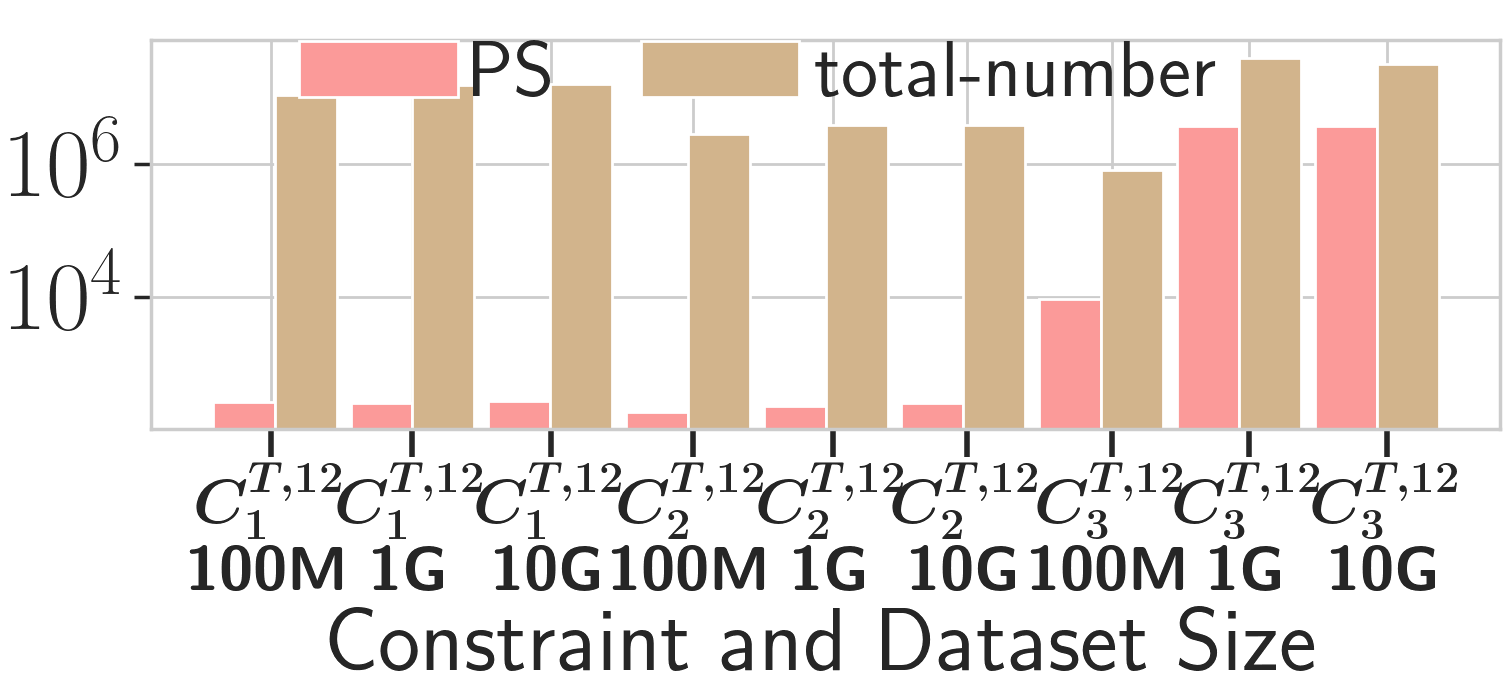 PS total-number
10^6
10^4
C_1^{T,12} C_1^{T,12} C_1^{T,12} C_2^{T,12} C_2^{T,12} C_2^{T,12} C_3^{T,12} C_3^{T,12} C_3^{T,12}
100M 1G 10G 100M 1G 10G 100M 1G 10G
Constraint and Dataset Size